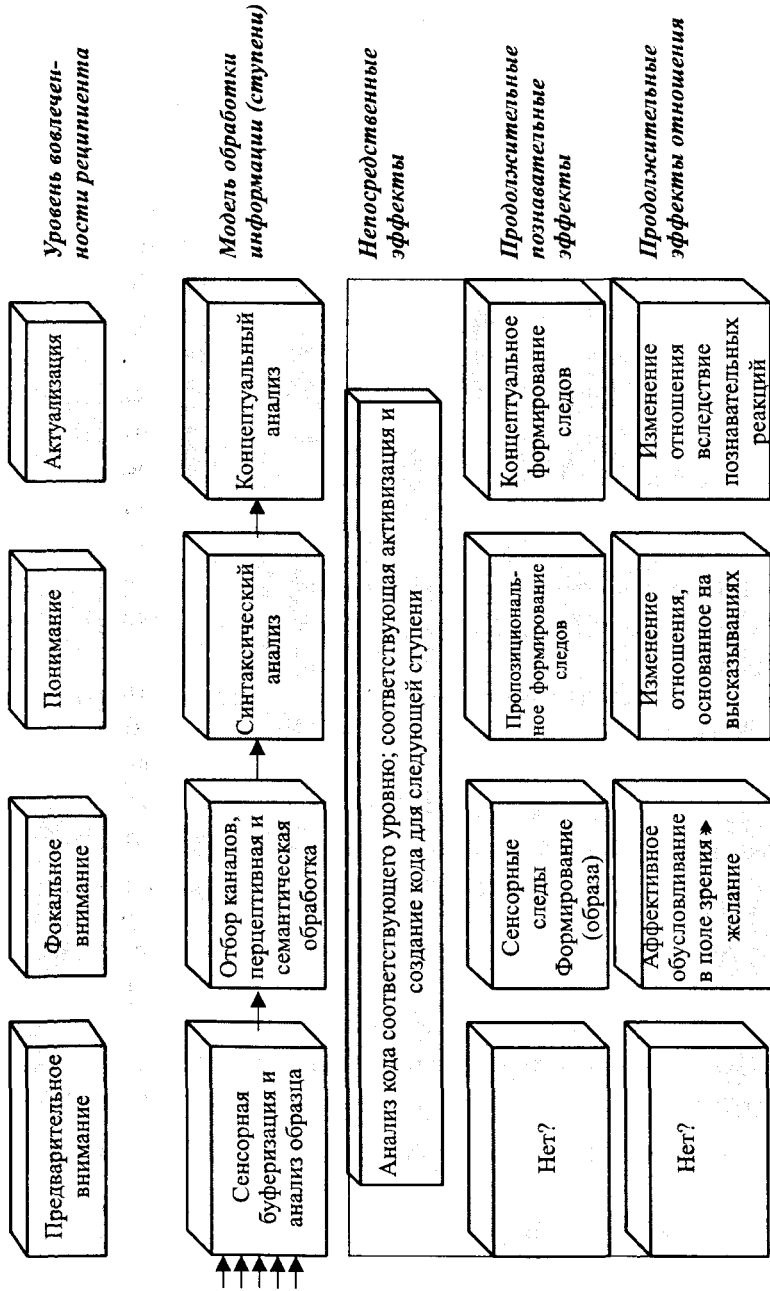 Предварительное
внимание
Фокальное
внимание
Понимание
Актуализация
Уровень вовлечен-
ности реципиента
Сенсорная
буферизация и
анализ образца
Отбор каналов,
перцептивная и
семантическая
обработка
Синтаксический
анализ
Концептуальный
анализ
Модель обработки
информации (ступени)
Анализ кода соответствующего уровню; соответствующая активизация и
создание кода для следующей ступени
Непосредственные
эффекты
Нет?
Сенсорные
следы
Формирование
(образа)
Пропозициональ-
ное формирование
следов
Концептуальное
формирование
следов
Продолжительные
познавательные
эффекты
Нет?
Аффективное
обусловливание
в поле зрения
желание
Изменение
отношения,
основанное на
высказываниях
Изменение
отношения
вследствие
познавательных
реакций
Продолжительные
эффекты отношения